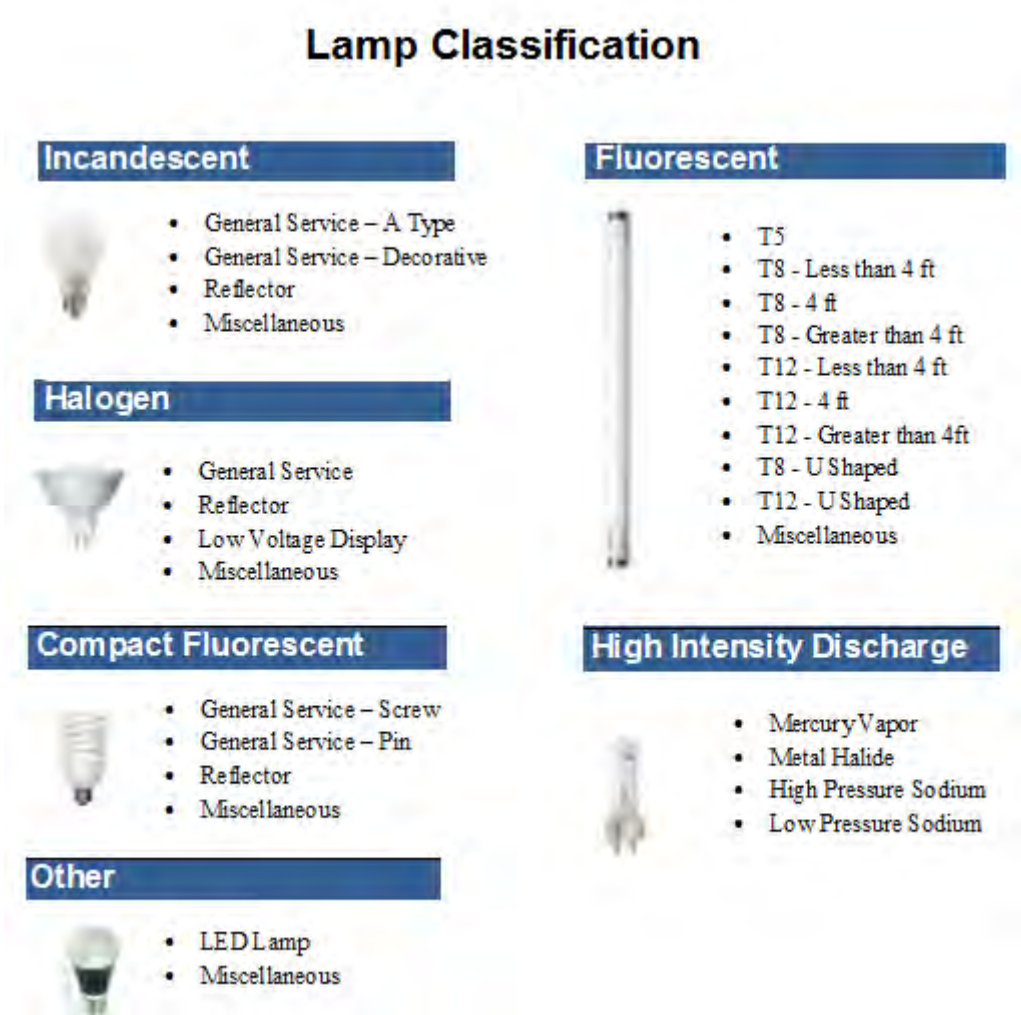 Lamp Classification
Incandescent
• General Service – A Type
• General Service – Decorative
• Reflector
• Miscellaneous
Halogen
• General Service
• Reflector
• Low Voltage Display
• Miscellaneous
Compact Fluorescent
• General Service – Screw
• General Service – Pin
• Reflector
• Miscellaneous
Other
• LED Lamp
• Miscellaneous
Fluorescent
• T5
• T8 - Less than 4 ft
• T8 - 4 ft
• T8 - Greater than 4 ft
• T12 - Less than 4 ft
• T12 - 4 ft
• T12 - Greater than 4ft
• T8 - U Shaped
• T12 - U Shaped
• Miscellaneous
High Intensity Discharge
• Mercury Vapor
• Metal Halide
• High Pressure Sodium
• Low Pressure Sodium